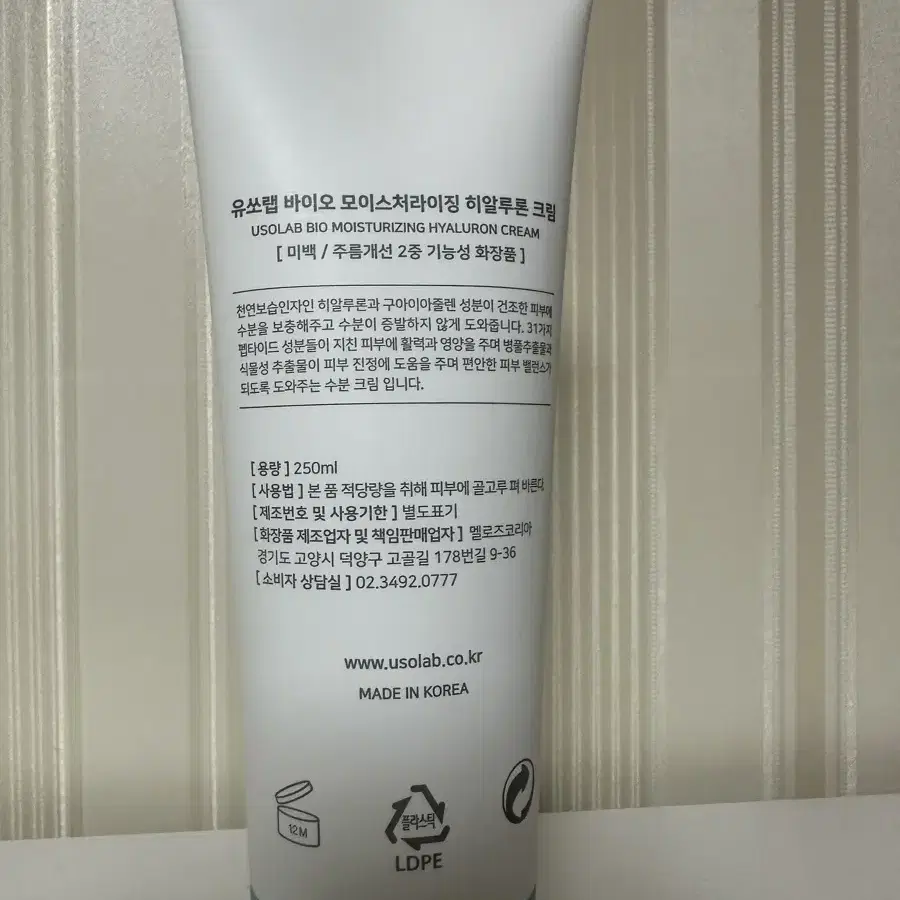 유쏘랩 바이오 모이스처라이징 히알루론 크림
USOLAB BIO MOISTURIZING HYALURON CREAM
[ 미백 / 주름개선 2중 기능성 화장품 ]
천연보습인자인 히알루론과 구아이아줄렌 성분이 건조한 피부에
수분을 보충해주고 수분이 증발하지 않게 도와줍니다. 31가지
펩타이드 성분들이 지친 피부에 활력과 영양을 주며 병풀추출물과
식물성 추출물이 피부 진정에 도움을 주며 편안한 피부 밸런스가
되도록 도와주는 수분 크림 입니다.
[ 용량 ] 250ml
[ 사용법 ] 본 품 적당량을 취해 피부에 골고루 펴 바른다.
[ 제조번호 및 사용기한 ] 별도표기
[ 화장품 제조업자 및 책임판매업자 ] 멜로즈코리아
경기도 고양시 덕양구 고골길 178번길 9-36
[ 소비자 상담실 ] 02.3492.0777
www.usolab.co.kr
MADE IN KOREA
12M
플라스틱
LDPE